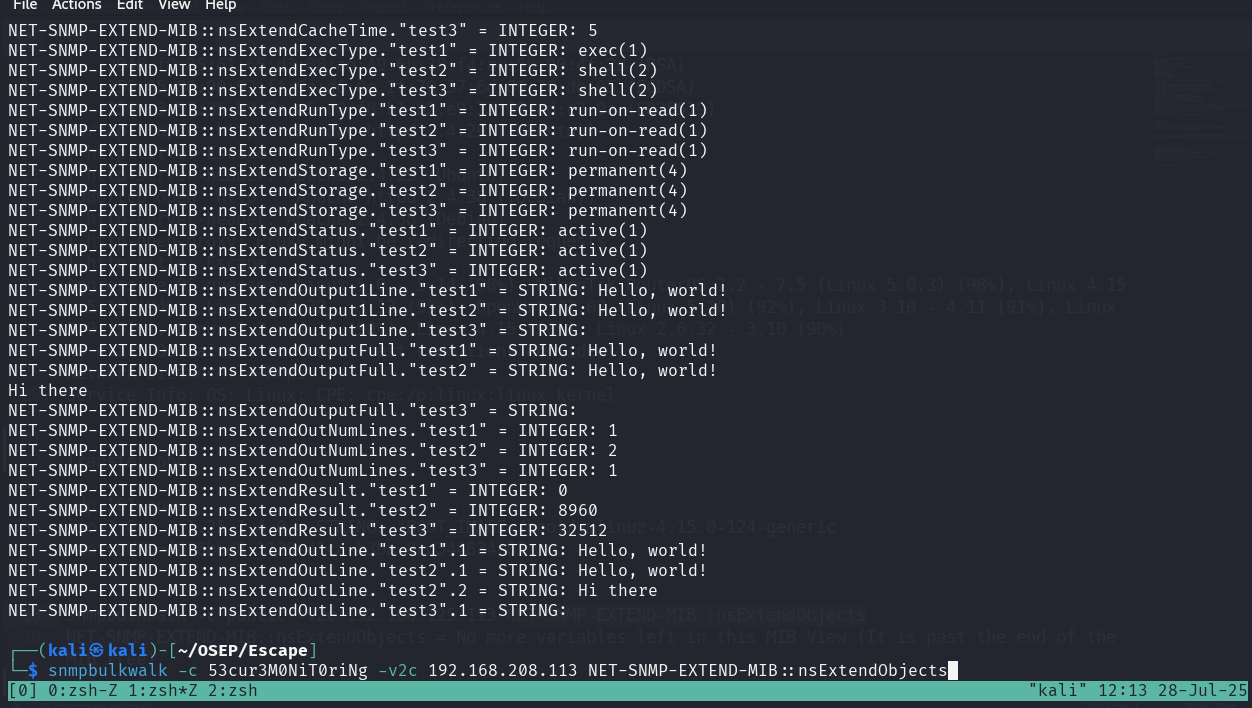 File Actions Edit View Help
NET-SNMP-EXTEND-MIB::nsExtendCacheTime."test3" = INTEGER: 5
NET-SNMP-EXTEND-MIB::nsExtendExecType."test1" = INTEGER: exec(1)
NET-SNMP-EXTEND-MIB::nsExtendExecType."test2" = INTEGER: shell(2)
NET-SNMP-EXTEND-MIB::nsExtendExecType."test3" = INTEGER: shell(2)
NET-SNMP-EXTEND-MIB::nsExtendRunType."test1" = INTEGER: run-on-read(1)
NET-SNMP-EXTEND-MIB::nsExtendRunType."test2" = INTEGER: run-on-read(1)
NET-SNMP-EXTEND-MIB::nsExtendRunType."test3" = INTEGER: run-on-read(1)
NET-SNMP-EXTEND-MIB::nsExtendStorage."test1" = INTEGER: permanent(4)
NET-SNMP-EXTEND-MIB::nsExtendStorage."test2" = INTEGER: permanent(4)
NET-SNMP-EXTEND-MIB::nsExtendStorage."test3" = INTEGER: permanent(4)
NET-SNMP-EXTEND-MIB::nsExtendStatus."test1" = INTEGER: active(1)
NET-SNMP-EXTEND-MIB::nsExtendStatus."test2" = INTEGER: active(1)
NET-SNMP-EXTEND-MIB::nsExtendStatus."test3" = INTEGER: active(1)
NET-SNMP-EXTEND-MIB::nsExtendOutput1Line."test1" = STRING: Hello, world!
NET-SNMP-EXTEND-MIB::nsExtendOutput1Line."test2" = STRING: Hello, world!
NET-SNMP-EXTEND-MIB::nsExtendOutput1Line."test3" = STRING:
NET-SNMP-EXTEND-MIB::nsExtendOutputFull."test1" = STRING: Hello, world!
NET-SNMP-EXTEND-MIB::nsExtendOutputFull."test2" = STRING: Hello, world!
Hi there
NET-SNMP-EXTEND-MIB::nsExtendOutputFull."test3" = STRING:
NET-SNMP-EXTEND-MIB::nsExtendOutNumLines."test1" = INTEGER: 1
NET-SNMP-EXTEND-MIB::nsExtendOutNumLines."test2" = INTEGER: 2
NET-SNMP-EXTEND-MIB::nsExtendOutNumLines."test3" = INTEGER: 1
NET-SNMP-EXTEND-MIB::nsExtendResult."test1" = INTEGER: 0
NET-SNMP-EXTEND-MIB::nsExtendResult."test2" = INTEGER: 8960
NET-SNMP-EXTEND-MIB::nsExtendResult."test3" = INTEGER: 32512
NET-SNMP-EXTEND-MIB::nsExtendOutLine."test1".1 = STRING: Hello, world!
NET-SNMP-EXTEND-MIB::nsExtendOutLine."test2".1 = STRING: Hello, world!
NET-SNMP-EXTEND-MIB::nsExtendOutLine."test2".2 = STRING: Hi there
NET-SNMP-EXTEND-MIB::nsExtendOutLine."test3".1 = STRING:
┌──(kali㉿kali)-[~/OSEP/Escape]
└─$ snmpbulkwalk -c 53cur3M0NiT0riNg -v2c 192.168.208.113 NET-SNMP-EXTEND-MIB::nsExtendObjects
[0] 0:zsh-Z 1:zsh*Z 2:zsh "kali" 12:13 28-Jul-25